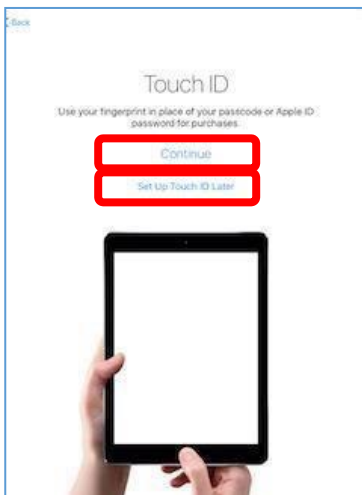 Back
Touch ID
Use your fingerprint in place of your passcode or Apple ID
password for purchases.
Continue
Set Up Touch ID Later